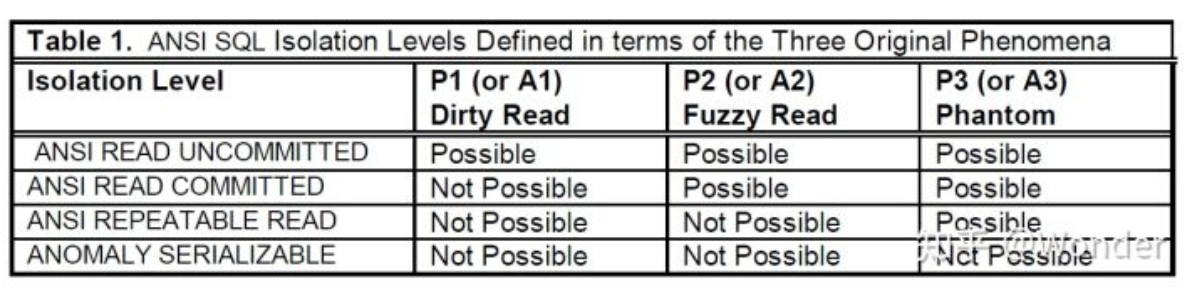 Table 1. ANSI SQL Isolation Levels Defined in terms of the Three Original Phenomena
Isolation Level P1 (or A1) Dirty Read P2 (or A2) Fuzzy Read P3 (or A3) Phantom
ANSI READ UNCOMMITTED Possible Possible Possible
ANSI READ COMMITTED Not Possible Possible Possible
ANSI REPEATABLE READ Not Possible Not Possible Possible
ANOMALY SERIALIZABLE Not Possible Not Possible Not Possible
知乎 @Wonder